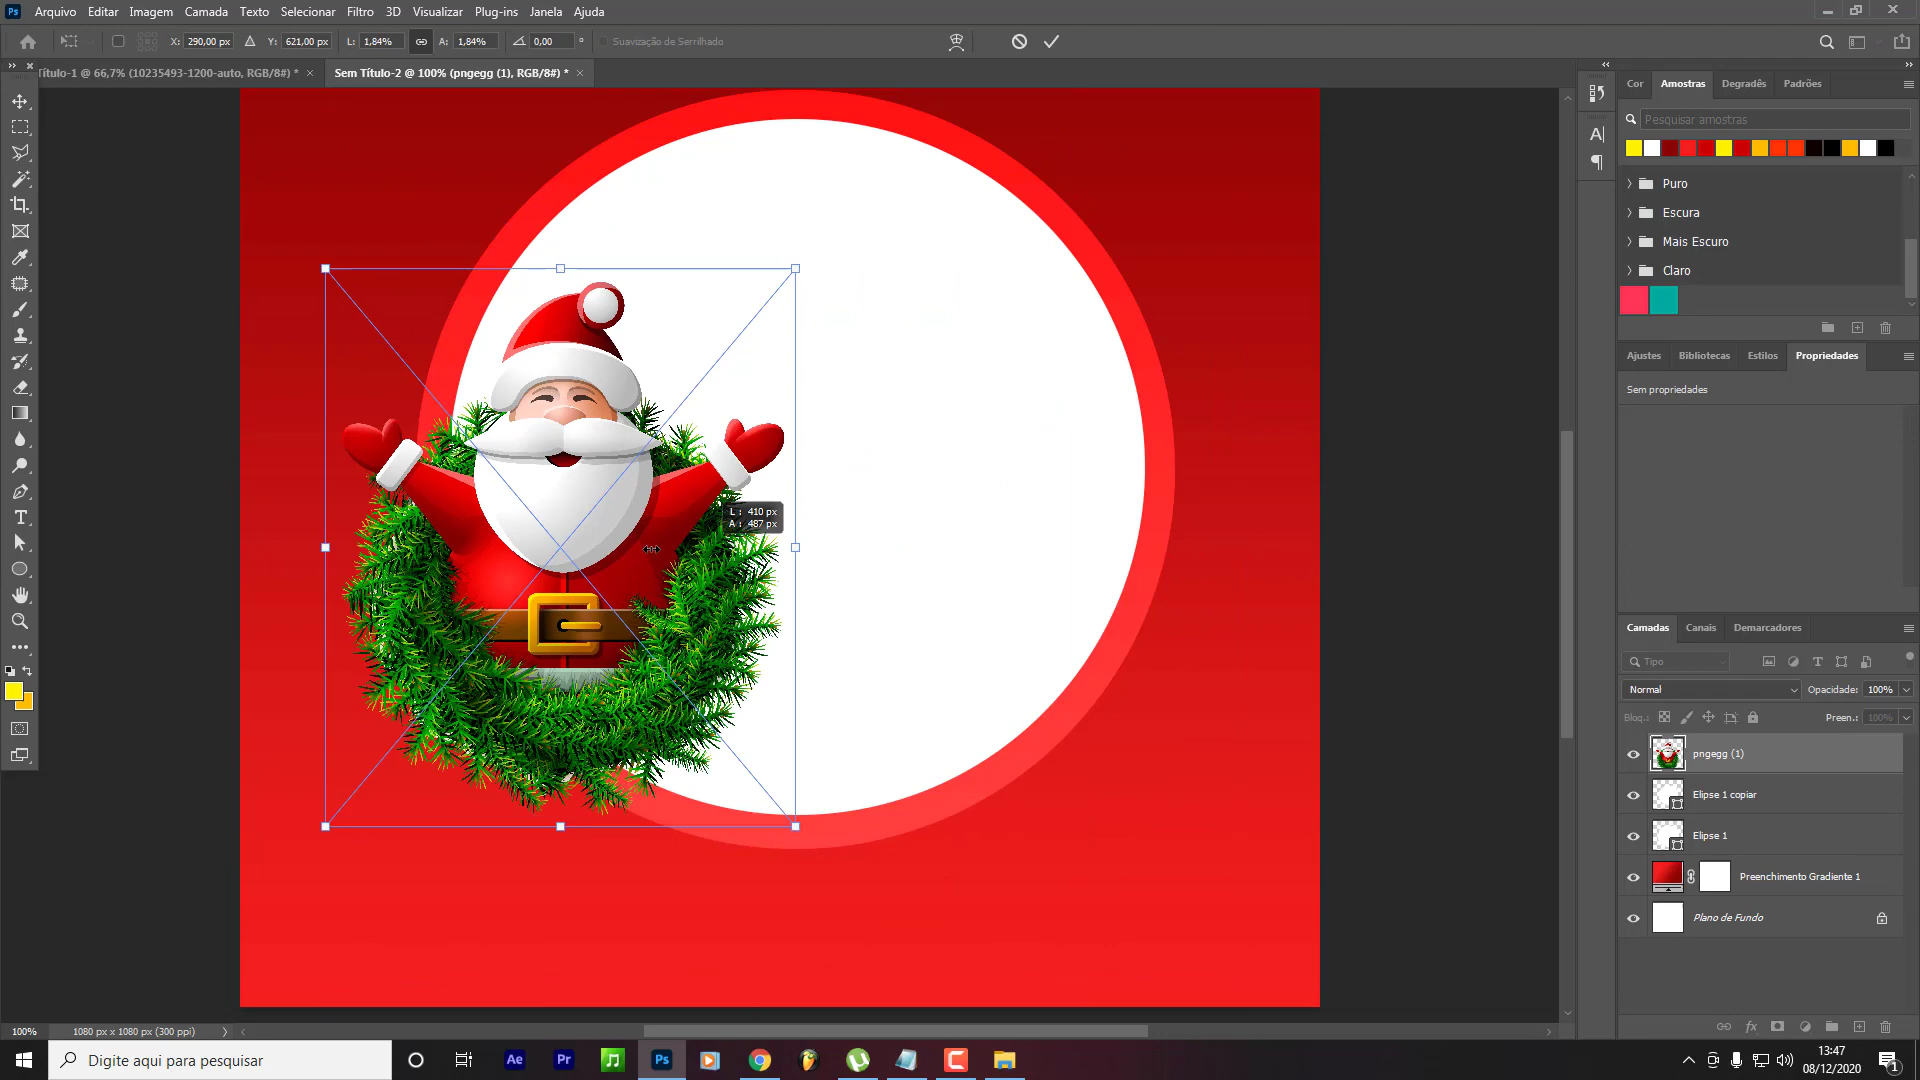 Ps Arquivo Editar Imagem Camada Texto Selecionar Filtro 3D Visualizar Plug-ins Janela Ajuda
X: 290,00 px Y: 621,00 px L: 1,84% A: 1,84% 0,00 ° Suavização de Serrilhado
Título-1 @ 66,7% (10235493-1200-auto, RGB/8#) * × Sem Título-2 @ 100% (pngegg (1), RGB/8#) * ×
Cor Amostras Degradês Padrões
Pesquisar amostras
Puro
Escura
Mais Escuro
Claro
Ajustes Bibliotecas Estilos Propriedades
Sem propriedades
L : 410 px
A : 487 px
Camadas Canais Demarcadores
Tipo
Normal Opacidade: 100%
Bloq.: Preen.: 100%
pngegg (1)
Elipse 1 copiar
Elipse 1
Preenchimento Gradiente 1
Plano de Fundo
100% 1080 px x 1080 px (300 ppi)
Digite aqui para pesquisar
Ae Pr Ps
13:47
08/12/2020
1